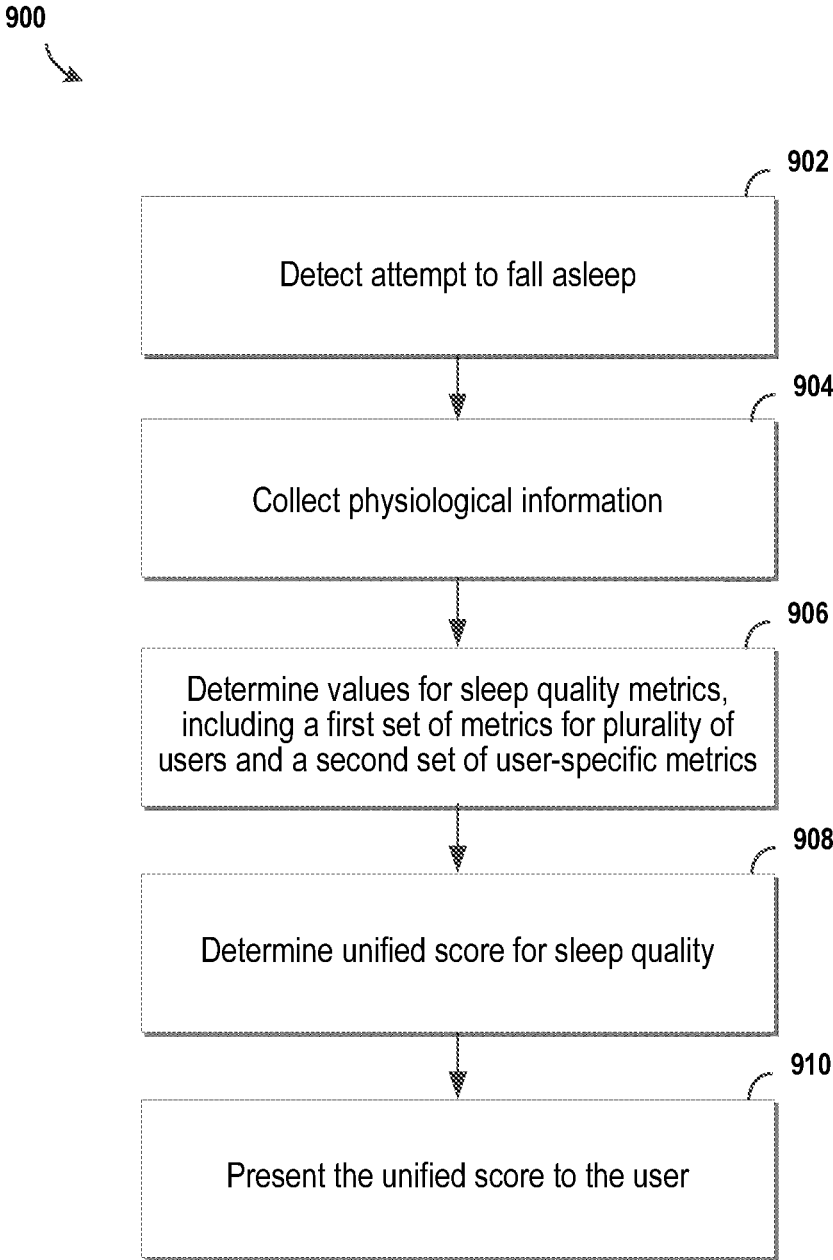 900
902
Detect attempt to fall asleep
904
Collect physiological information
906
Determine values for sleep quality metrics,
including a first set of metrics for plurality of
users and a second set of user-specific metrics
908
Determine unified score for sleep quality
910
Present the unified score to the user